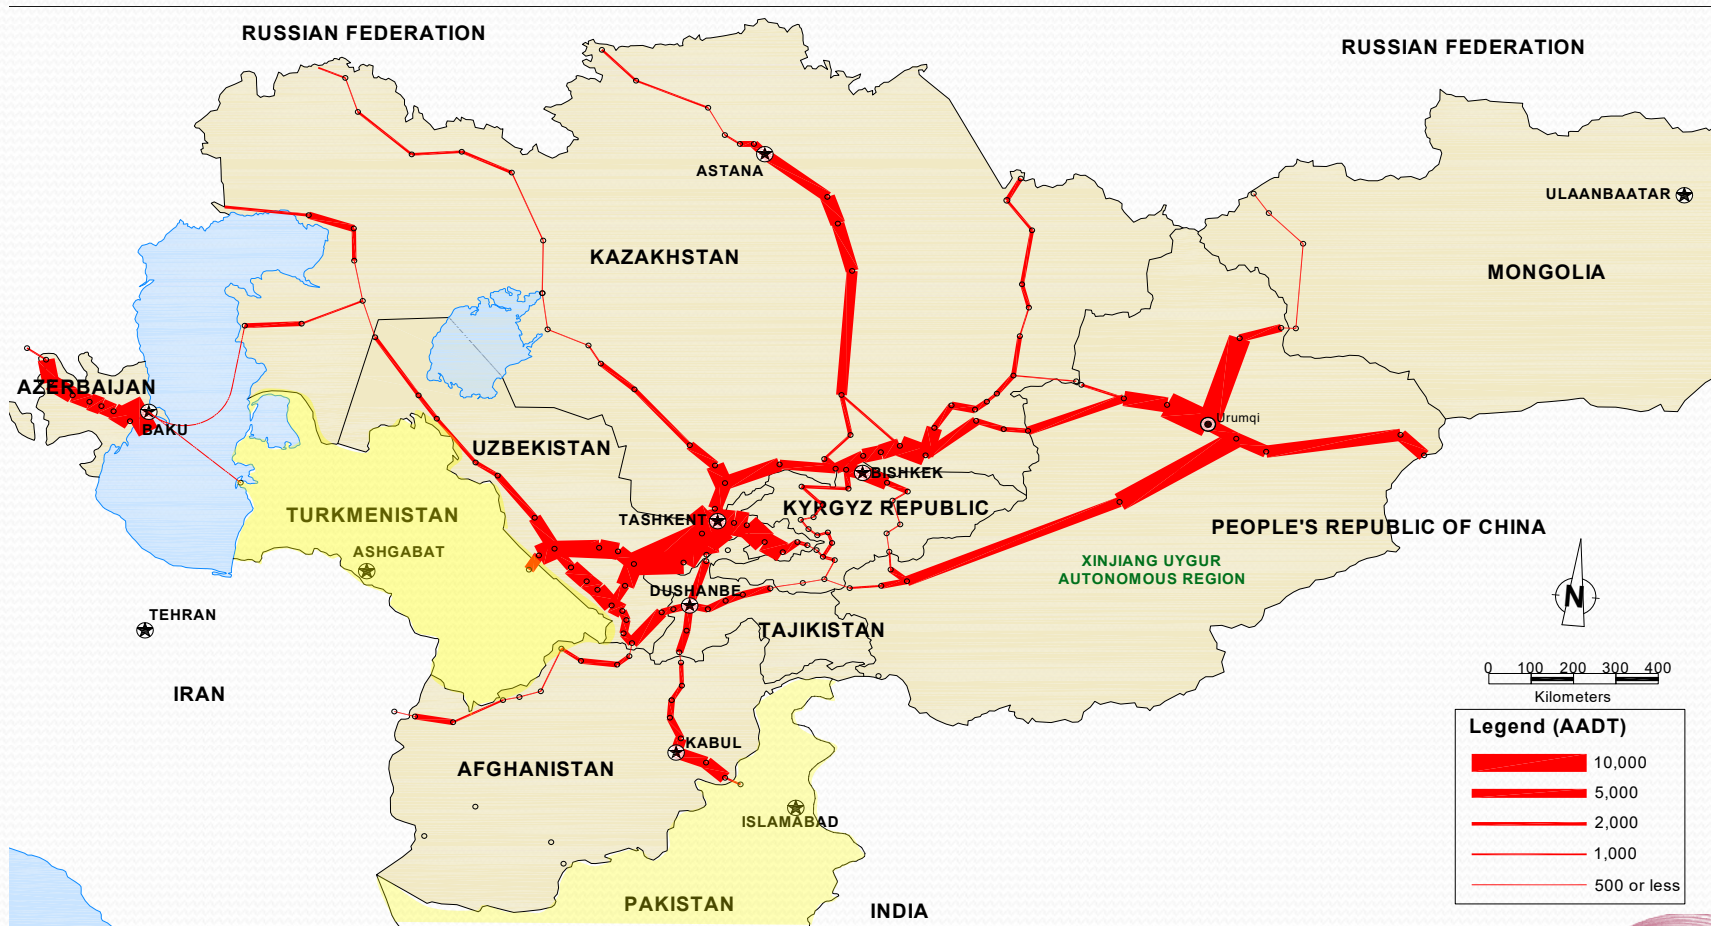 RUSSIAN FEDERATION
RUSSIAN FEDERATION
ASTANA
ULAANBAATAR
KAZAKHSTAN
MONGOLIA
AZERBAIJAN
BAKU
Urumqi
UZBEKISTAN
BISHKEK
KYRGYZ REPUBLIC
TURKMENISTAN
TASHKENT
PEOPLE'S REPUBLIC OF CHINA
ASHGABAT
XINJIANG UYGUR
AUTONOMOUS REGION
DUSHANBE
N
TEHRAN
TAJIKISTAN
0 100 200 300 400
Kilometers
IRAN
Legend (AADT)
10,000
5,000
2,000
1,000
500 or less
KABUL
AFGHANISTAN
ISLAMABAD
PAKISTAN
INDIA